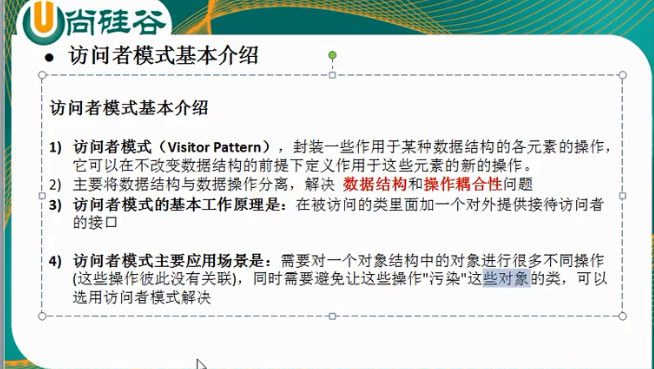 尚硅谷
● 访问者模式基本介绍
访问者模式基本介绍
1) 访问者模式（Visitor Pattern），封装一些作用于某种数据结构的各元素的操作，
它可以在不改变数据结构的前提下定义作用于这些元素的新的操作。
2) 主要将数据结构与数据操作分离，解决 数据结构和操作耦合性问题
3) 访问者模式的基本工作原理是：在被访问的类里面加一个对外提供接待访问者
的接口
4) 访问者模式主要应用场景是：需要对一个对象结构中的对象进行很多不同操作
(这些操作彼此没有关联)，同时需要避免让这些操作"污染"这些对象的类，可以
选用访问者模式解决